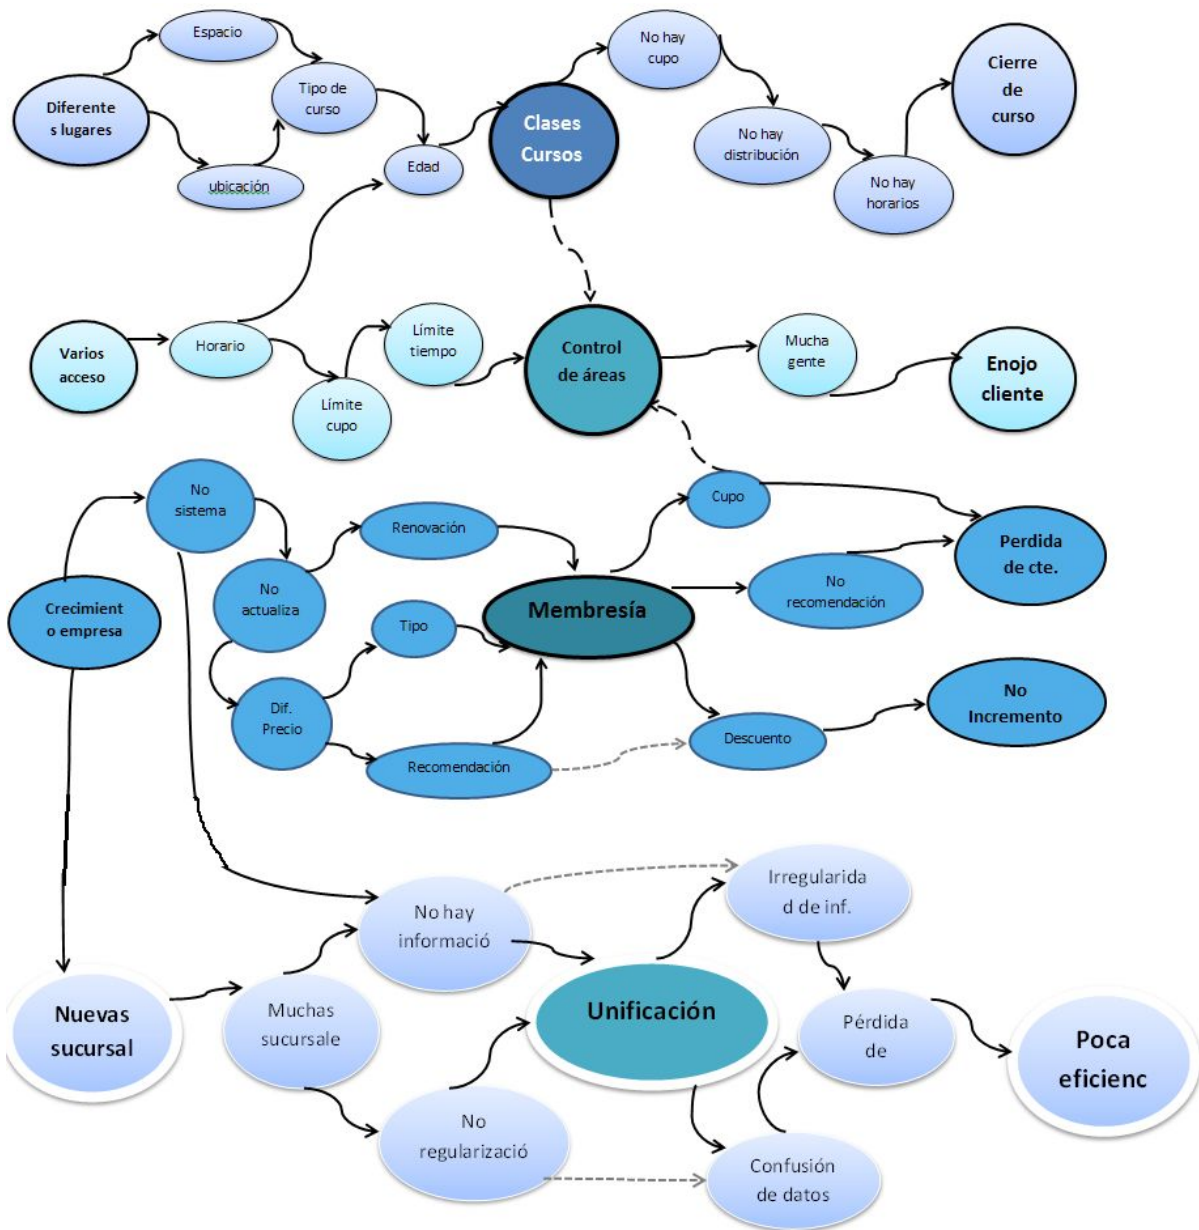 Espacio
Diferente
s lugares
ubicación
Tipo de
curso
Edad
Clases
Cursos
No hay
cupo
No hay
distribución
No hay
horarios
Cierre
de
curso
Varios
acceso
Horario
Límite
cupo
Límite
tiempo
Control
de áreas
Mucha
gente
Enojo
cliente
No
sistema
Crecimient
o empresa
No
actualiza
Renovación
Dif.
Precio
Tipo
Recomendación
Membresía
Cupo
No
recomendación
Descuento
Perdida
de cte.
No
Incremento
Nuevas
sucursal
Muchas
sucursale
No hay
informació
No
regularizació
Unificación
Irregularida
d de inf.
Confusión
de datos
Pérdida
de
Poca
eficienc